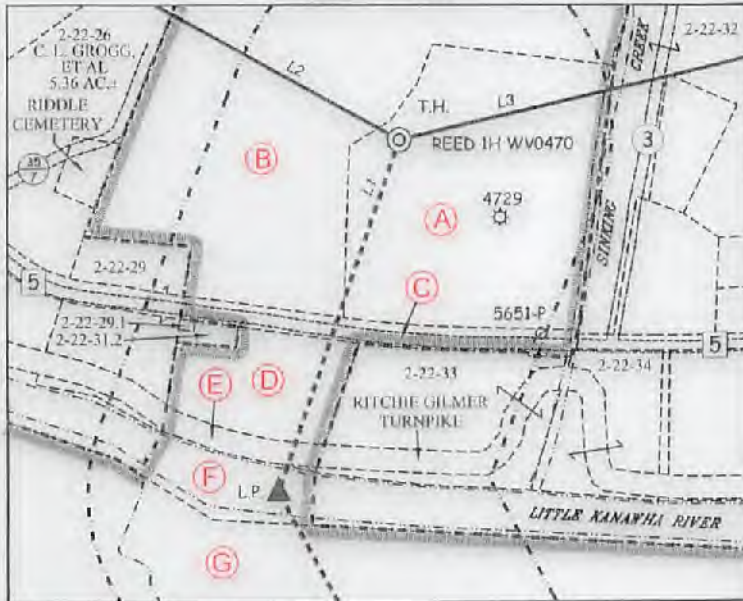 2-22-26
C. L. GROGG,
ET AL
5.36 AC.±
RIDDLE
CEMETERY
35
7
L2
T.H.
L3
2-22-32
CREEK
3
REED 1H WV0470
L1
B
A
4729
SINKING
2-22-29
C
5
5651-P
5
2-22-29.1
2-22-31.2
E
D
2-22-33
2-22-34
RITCHIE GILMER
TURNPIKE
F
L.P.
LITTLE KANAWHA RIVER
G